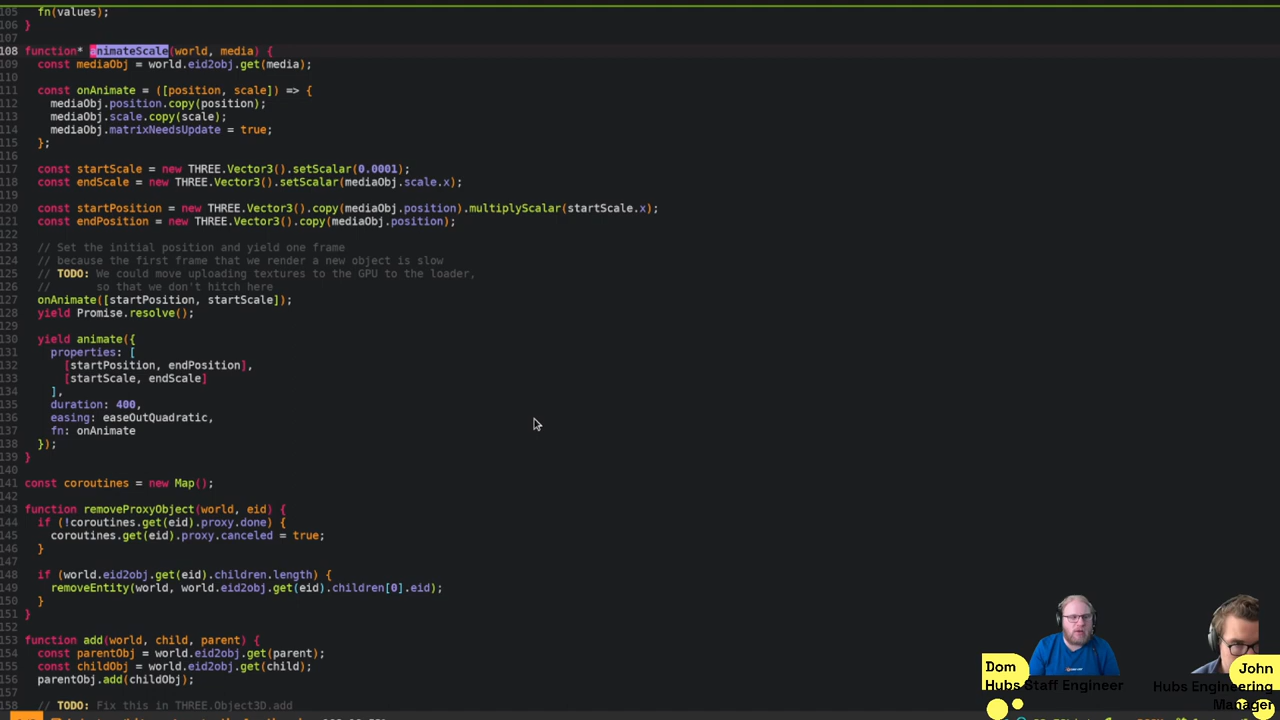 105   fn(values);
106 }
107
108 function* animateScale(world, media) {
109   const mediaObj = world.eid2obj.get(media);
110
111   const onAnimate = ([position, scale]) => {
112     mediaObj.position.copy(position);
113     mediaObj.scale.copy(scale);
114     mediaObj.matrixNeedsUpdate = true;
115   };
116
117   const startScale = new THREE.Vector3().setScalar(0.0001);
118   const endScale = new THREE.Vector3().setScalar(mediaObj.scale.x);
119
120   const startPosition = new THREE.Vector3().copy(mediaObj.position).multiplyScalar(startScale.x);
121   const endPosition = new THREE.Vector3().copy(mediaObj.position);
122
123   // Set the initial position and yield one frame
124   // because the first frame that we render a new object is slow
125   // TODO: We could move uploading textures to the GPU to the loader,
126   //       so that we don't hitch here
127   onAnimate([startPosition, startScale]);
128   yield Promise.resolve();
129
130   yield animate({
131     properties: [
132       [startPosition, endPosition],
133       [startScale, endScale]
134     ],
135     duration: 400,
136     easing: easeOutQuadratic,
137     fn: onAnimate
138   });
139 }
140
141 const coroutines = new Map();
142
143 function removeProxyObject(world, eid) {
144   if (!coroutines.get(eid).proxy.done) {
145     coroutines.get(eid).proxy.canceled = true;
146   }
147
148   if (world.eid2obj.get(eid).children.length) {
149     removeEntity(world, world.eid2obj.get(eid).children[0].eid);
150   }
151 }
152
153 function add(world, child, parent) {
154   const parentObj = world.eid2obj.get(parent);
155   const childObj = world.eid2obj.get(child);
156   parentObj.add(childObj);
157
158   // TODO: Fix this in THREE.Object3D.add
Dom
Hubs Staff Engineer
John
Hubs Engineering
Manager